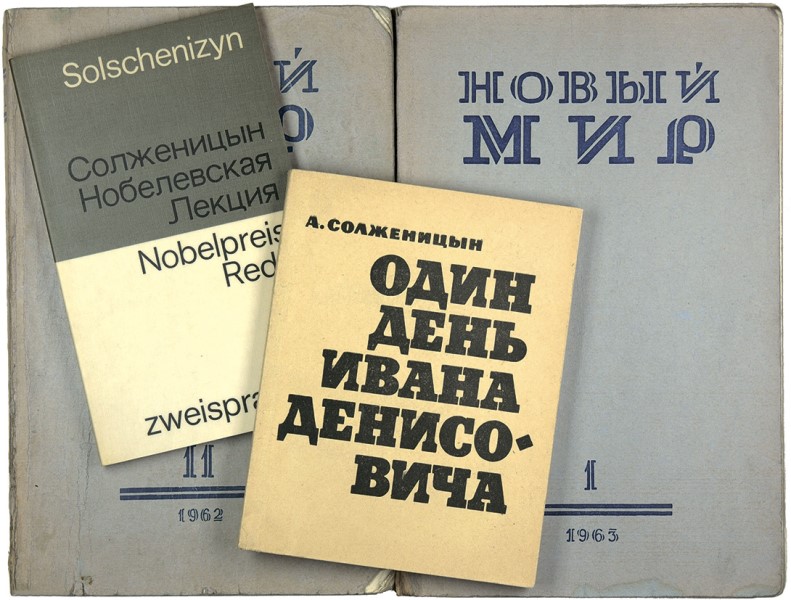 Solschenizyn
Солженицын
Нобелевская
Лекция
Nobelpreis
Red
zweispra
11
1962
НОВЫЙ
МИР
1
1963
А. СОЛЖЕНИЦЫН
ОДИН
ДЕНЬ
ИВАНА
ДЕНИСО-
ВИЧА